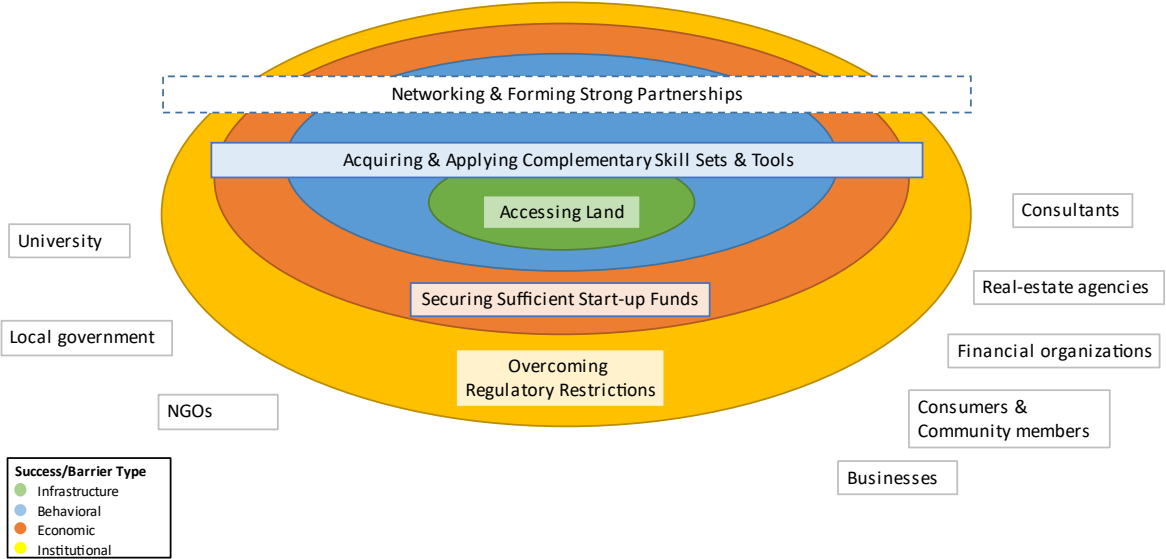 Networking & Forming Strong Partnerships
Acquiring & Applying Complementary Skill Sets & Tools
Accessing Land
Securing Sufficient Start-up Funds
Overcoming
Regulatory Restrictions
University
Local government
NGOs
Consultants
Real-estate agencies
Financial organizations
Consumers &
Community members
Businesses
Success/Barrier Type
Infrastructure
Behavioral
Economic
Institutional